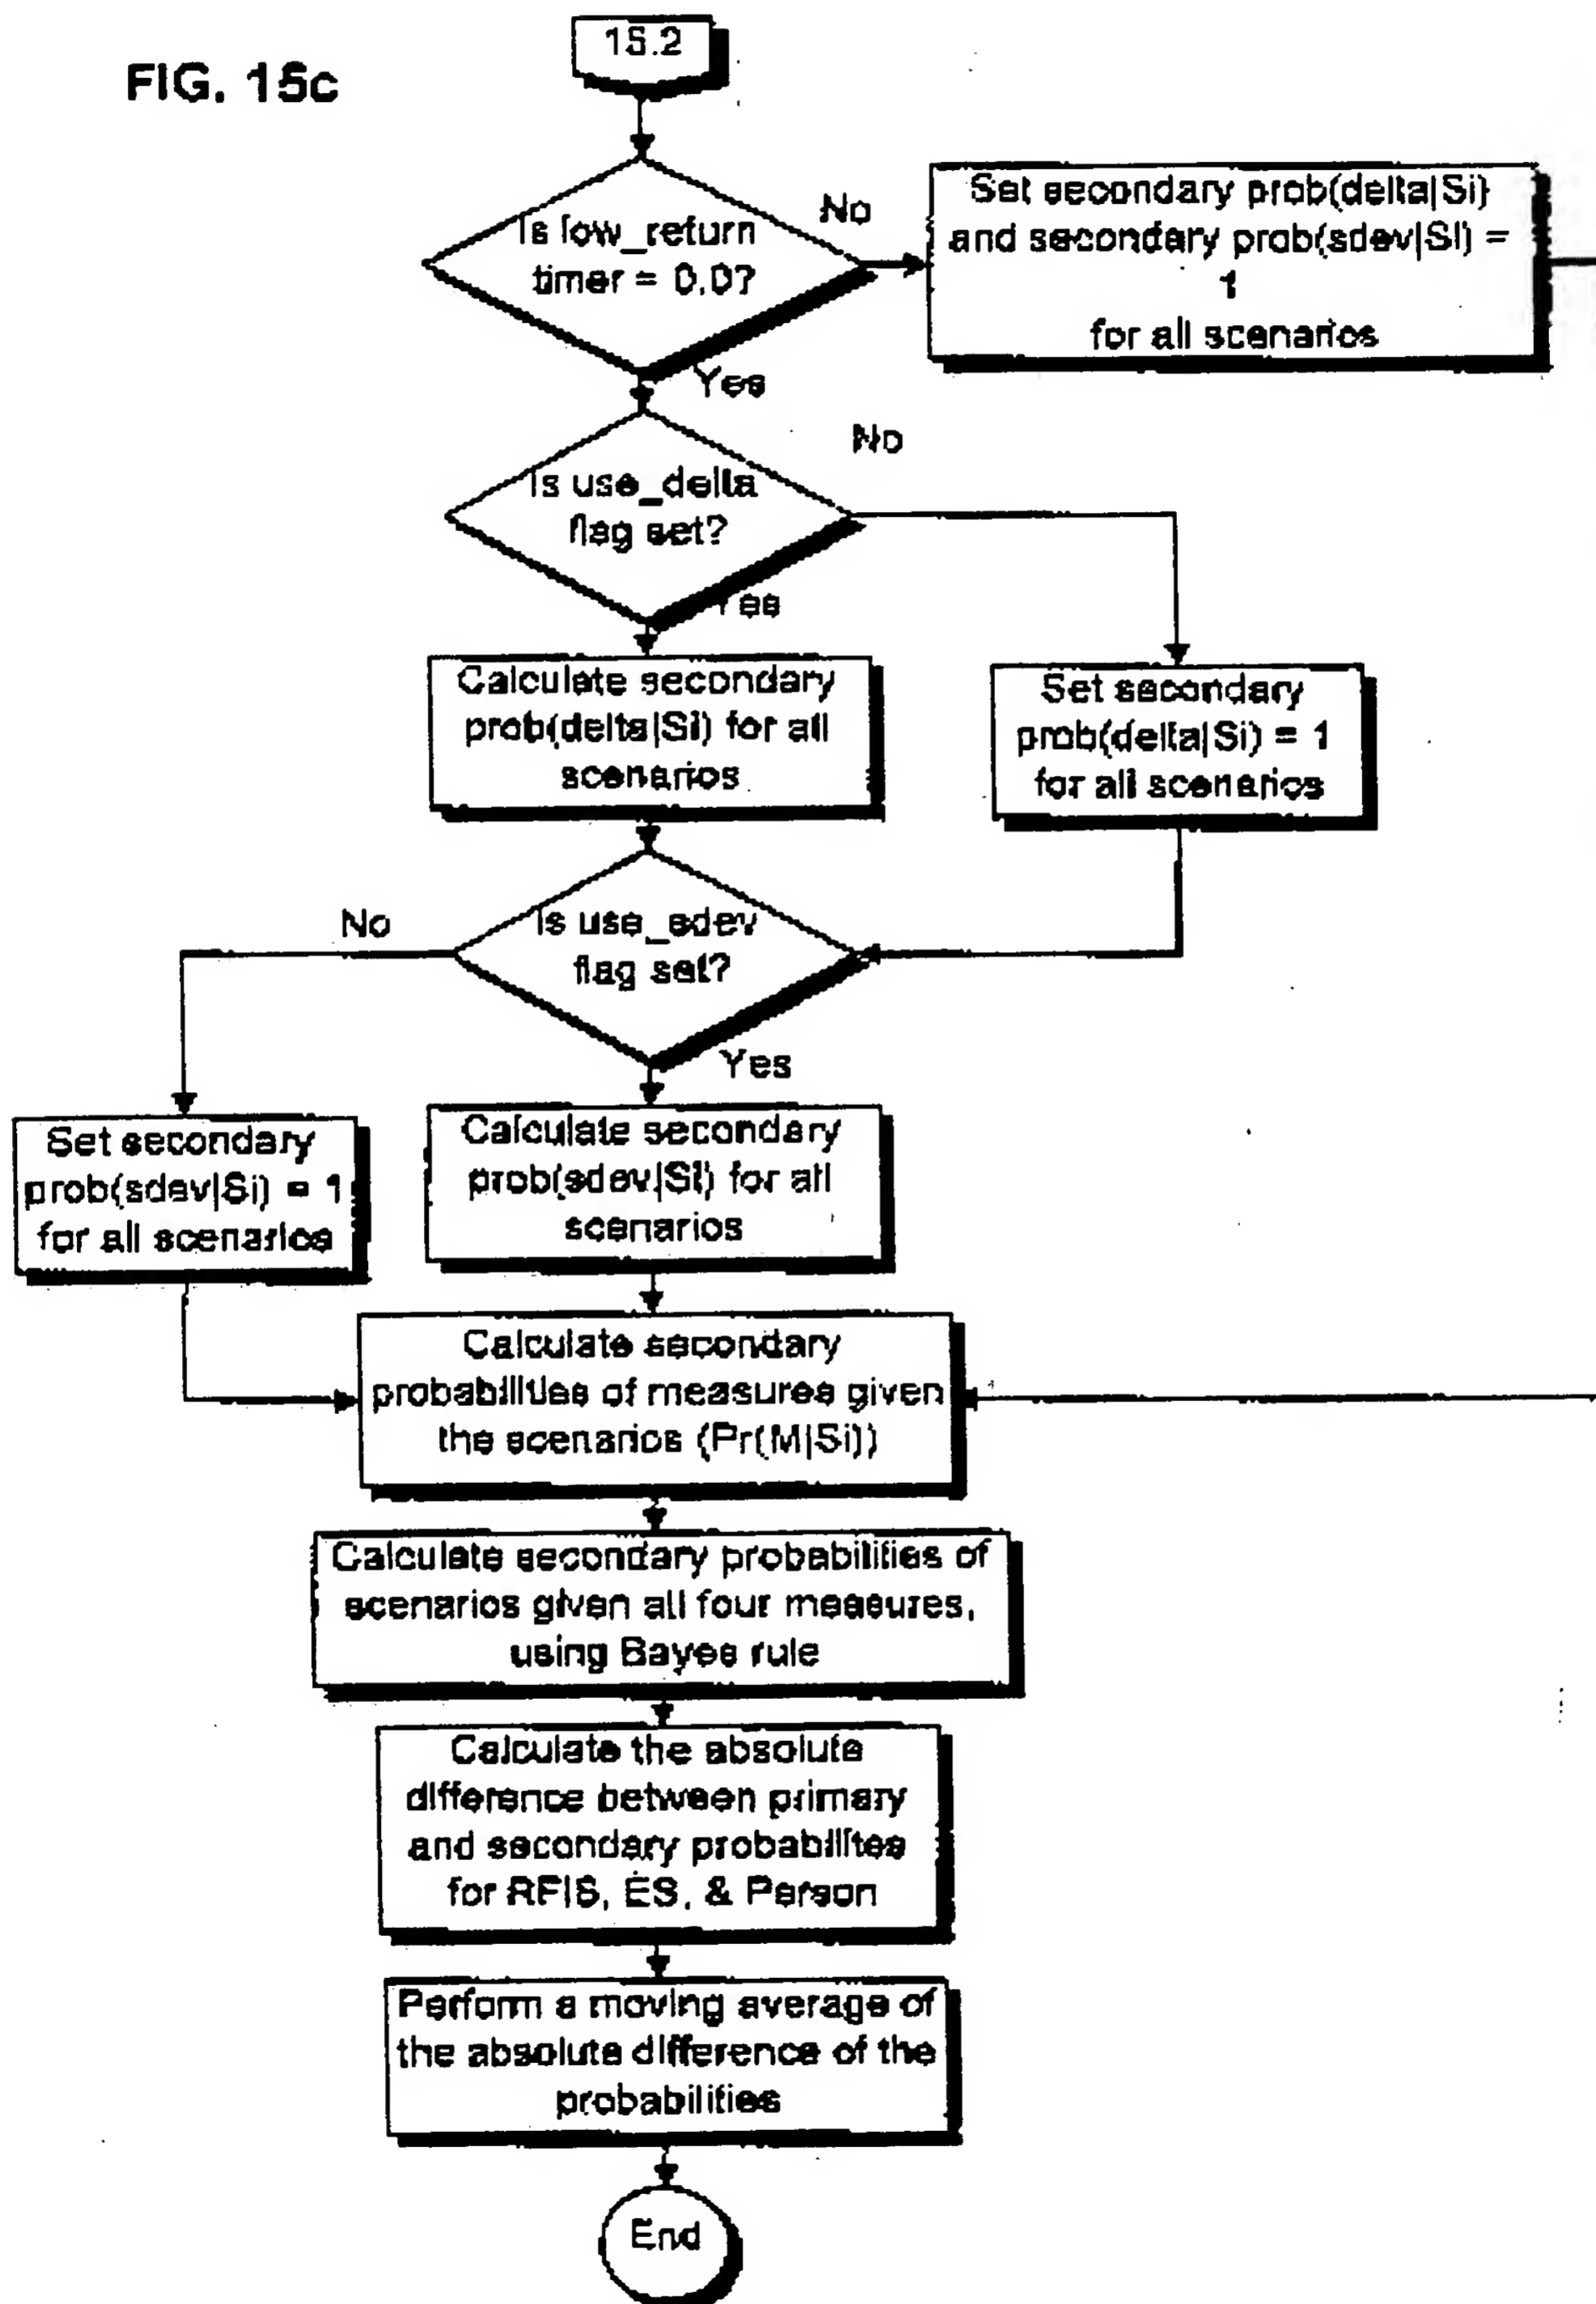 15.2
FIG. 15c
Is low_return
timer = 0.0?
No
Set secondary prob(delta|Si)
and secondary prob(sdev|Si) =
1
for all scenarios
Yes
Is use_delta
flag set?
No
Yes
Calculate secondary
prob(delta|Si) for all
scenarios
Set secondary
prob(delta|Si) = 1
for all scenarios
Is use_sdev
flag set?
No
Yes
Set secondary
prob(sdev|Si) = 1
for all scenarios
Calculate secondary
prob(sdev|Si) for all
scenarios
Calculate secondary
probabilities of measures given
the scenarios (Pr(M|Si))
Calculate secondary probabilities of
scenarios given all four measures,
using Bayes rule
Calculate the absolute
difference between primary
and secondary probabilites
for RFIS, ES, & Person
Perform a moving average of
the absolute difference of the
probabilities
End